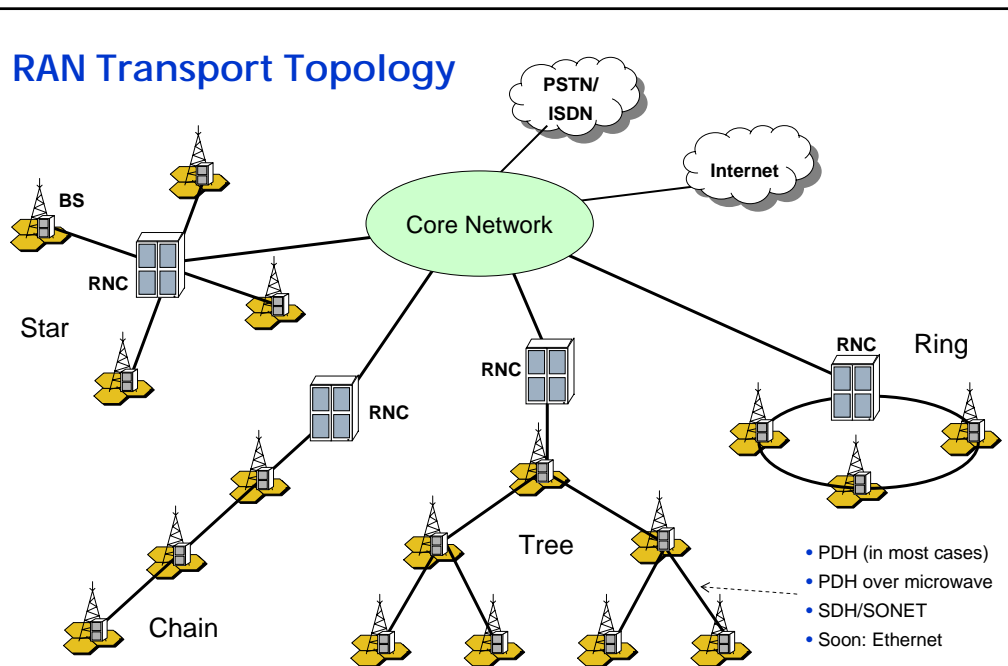 RAN Transport Topology
PSTN/
ISDN
Internet
BS
Core Network
RNC
Star
RNC
Ring
RNC
RNC
Tree
Chain
• PDH (in most cases)
• PDH over microwave
• SDH/SONET
• Soon: Ethernet